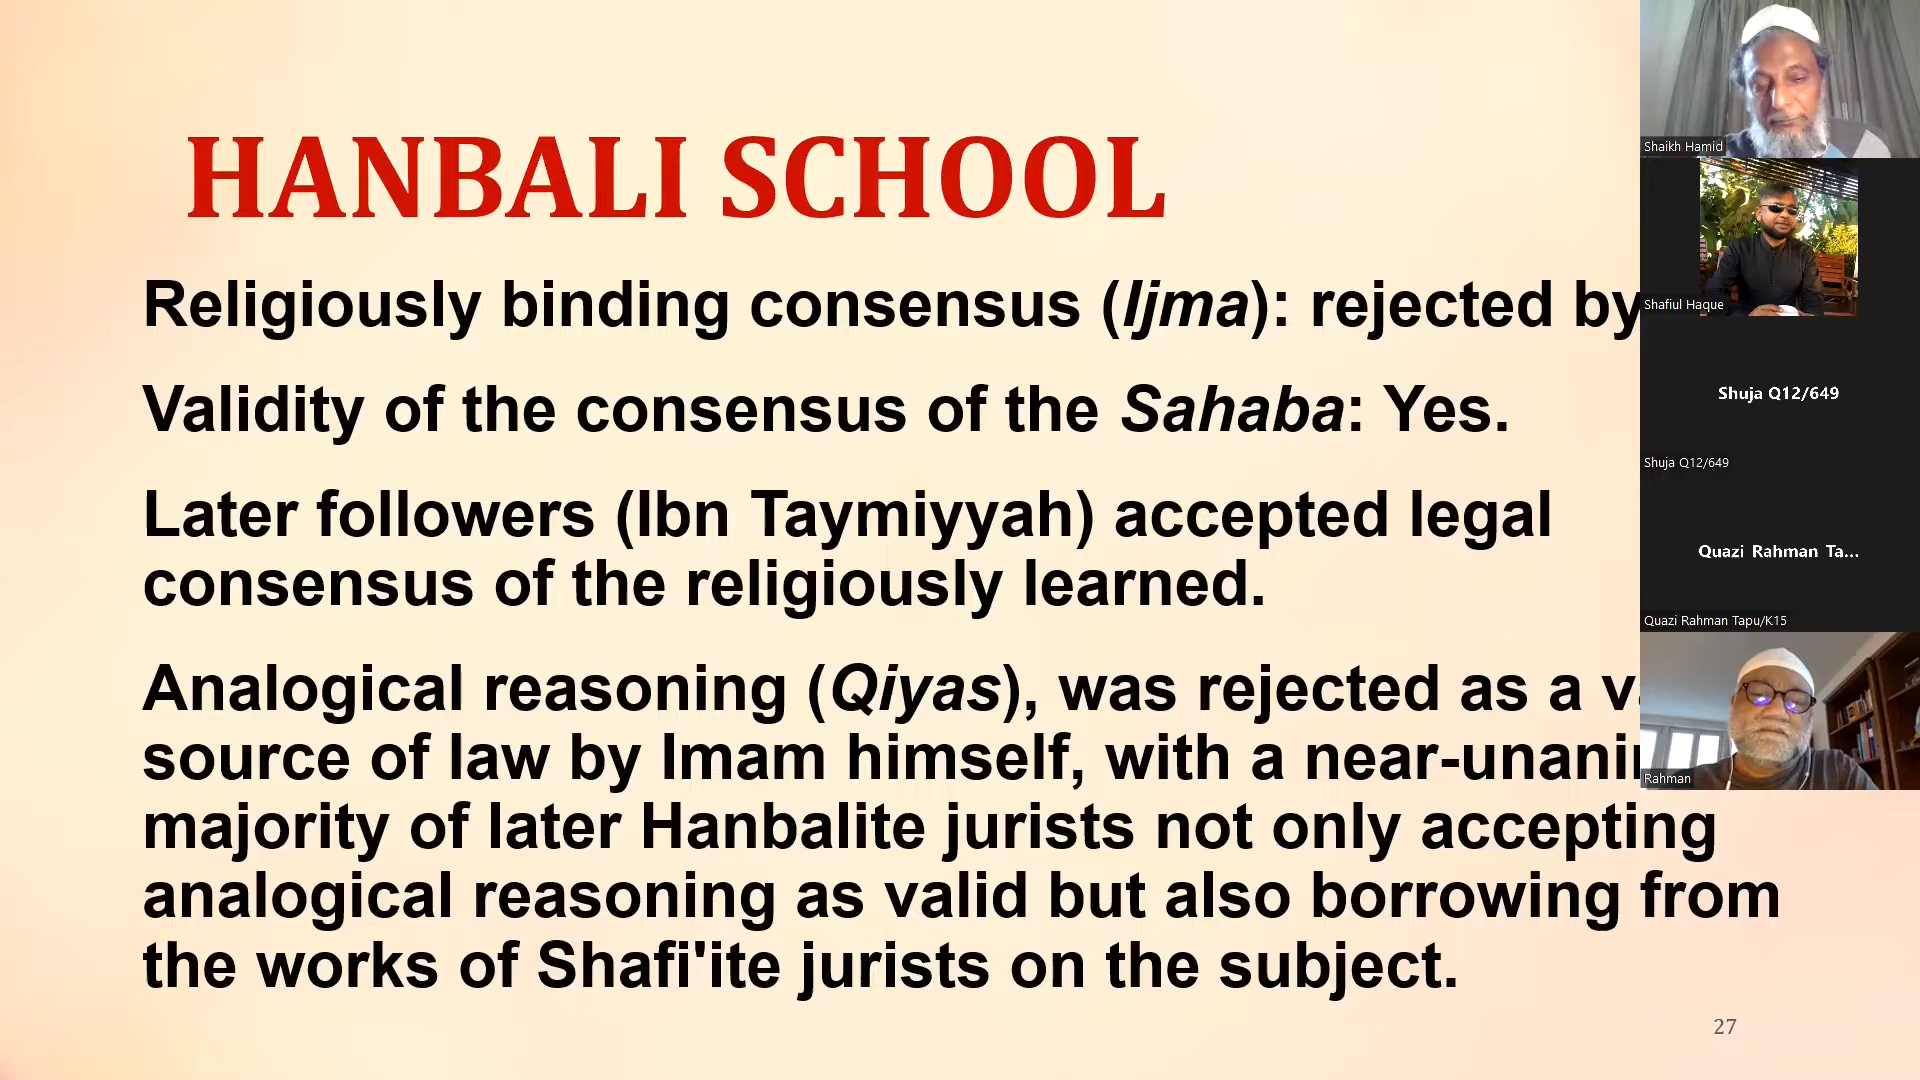 HANBALI SCHOOL
Religiously binding consensus (Ijma): rejected by
Validity of the consensus of the Sahaba: Yes.
Later followers (Ibn Taymiyyah) accepted legal
consensus of the religiously learned.
Analogical reasoning (Qiyas), was rejected as a
source of law by Imam himself, with a
majority of later Hanbalite jurists not only accepting
analogical reasoning as valid but also borrowing from
the works of Shafi'ite jurists on the subject.
27
Shaikh Hamid
Shafiul Haque
Shuja Q12/649
Shuja Q12/649
Quazi Rahman Ta...
Quazi Rahman Tapu/K15
Rahman